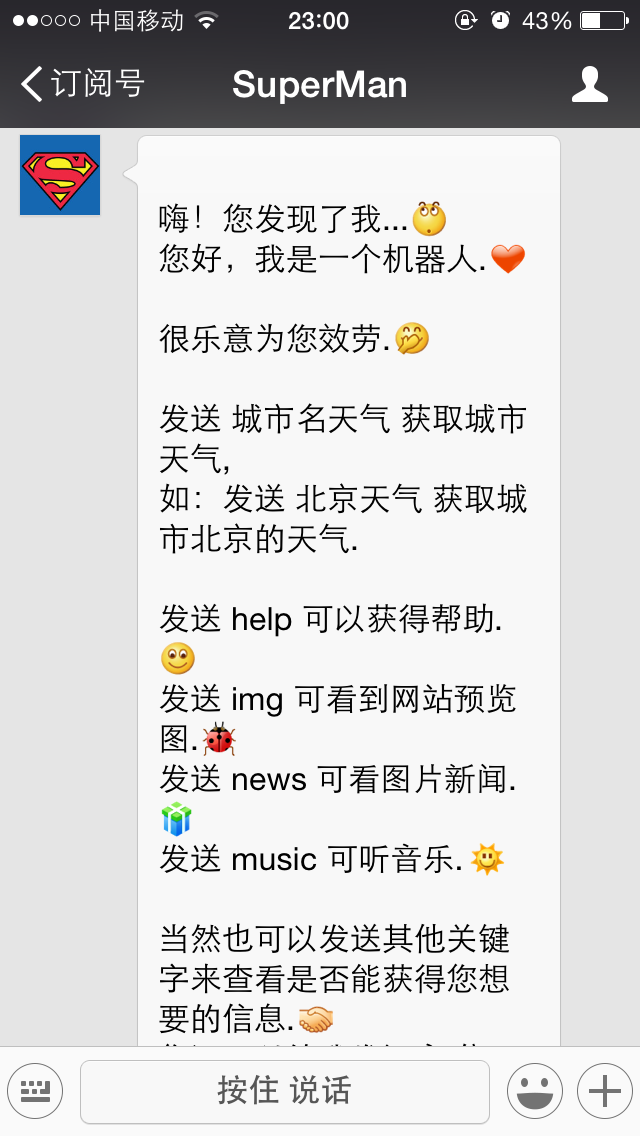 中国移动 23:00 43%
订阅号 SuperMan
嗨！您发现了我...
您好，我是一个机器人.
很乐意为您效劳.
发送 城市名天气 获取城市
天气,
如：发送 北京天气 获取城
市北京的天气.
发送 help 可以获得帮助.
发送 img 可看到网站预览
图.
发送 news 可看图片新闻.
发送 music 可听音乐.
当然也可以发送其他关键
字来查看是否能获得您想
要的信息.
按住 说话